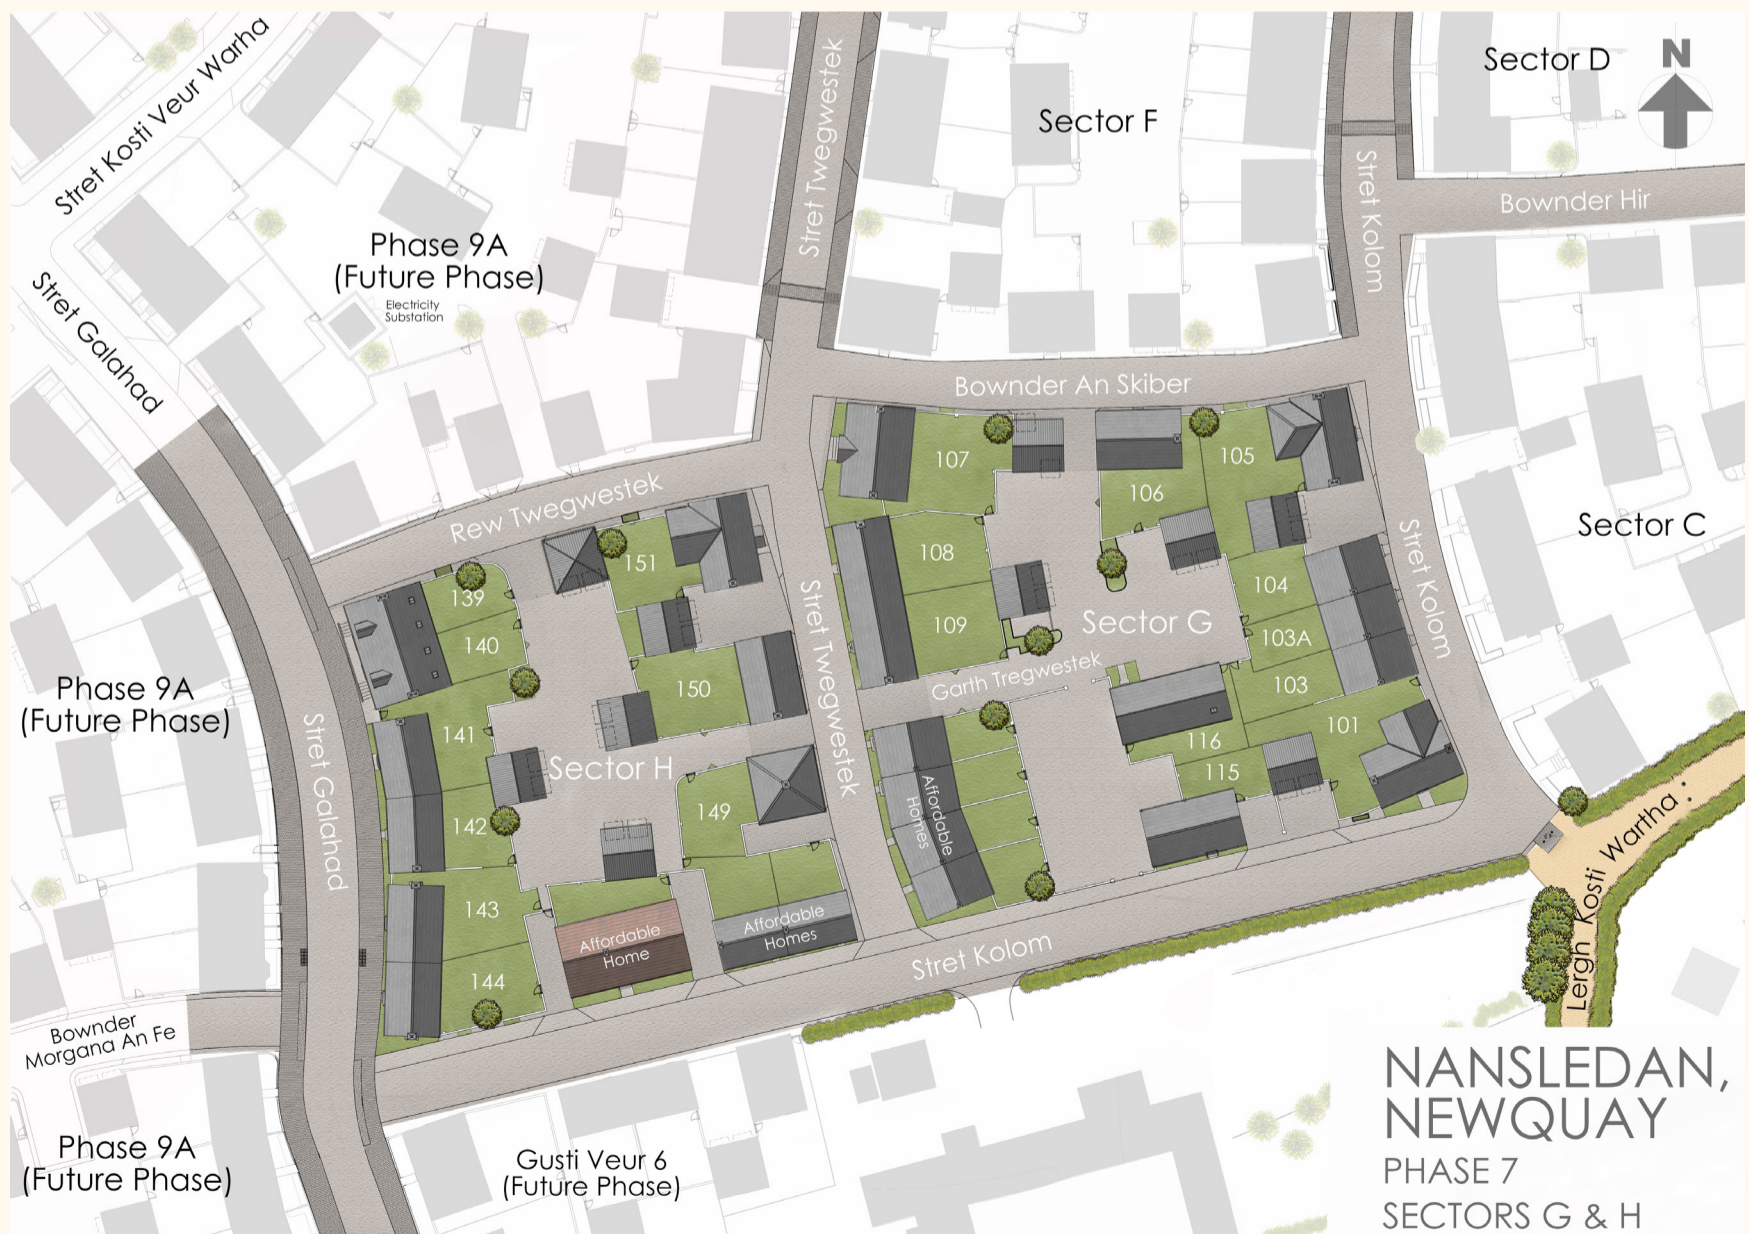 Stret Kosti Veur Warha
Stret Twegwestek
Sector F
Sector D
N
Stret Kolom
Bownder Hir
Phase 9A
(Future Phase)
Electricity
Substation
Stret Galahad
Bownder An Skiber
Rew Twegwestek
107
106
105
Sector C
108
109
104
103A
103
101
116
115
Sector G
Garth Tregwestek
Stret Kolom
Stret Twegwestek
151
139
140
150
141
Sector H
142
149
143
144
Phase 9A
(Future Phase)
Stret Galahad
Affordable
Homes
Affordable
Home
Affordable
Homes
Stret Kolom
Lergh Kosti Wartha
Bownder
Morgana An Fe
Phase 9A
(Future Phase)
Gusti Veur 6
(Future Phase)
NANSLEDAN,
NEWQUAY
PHASE 7
SECTORS G & H